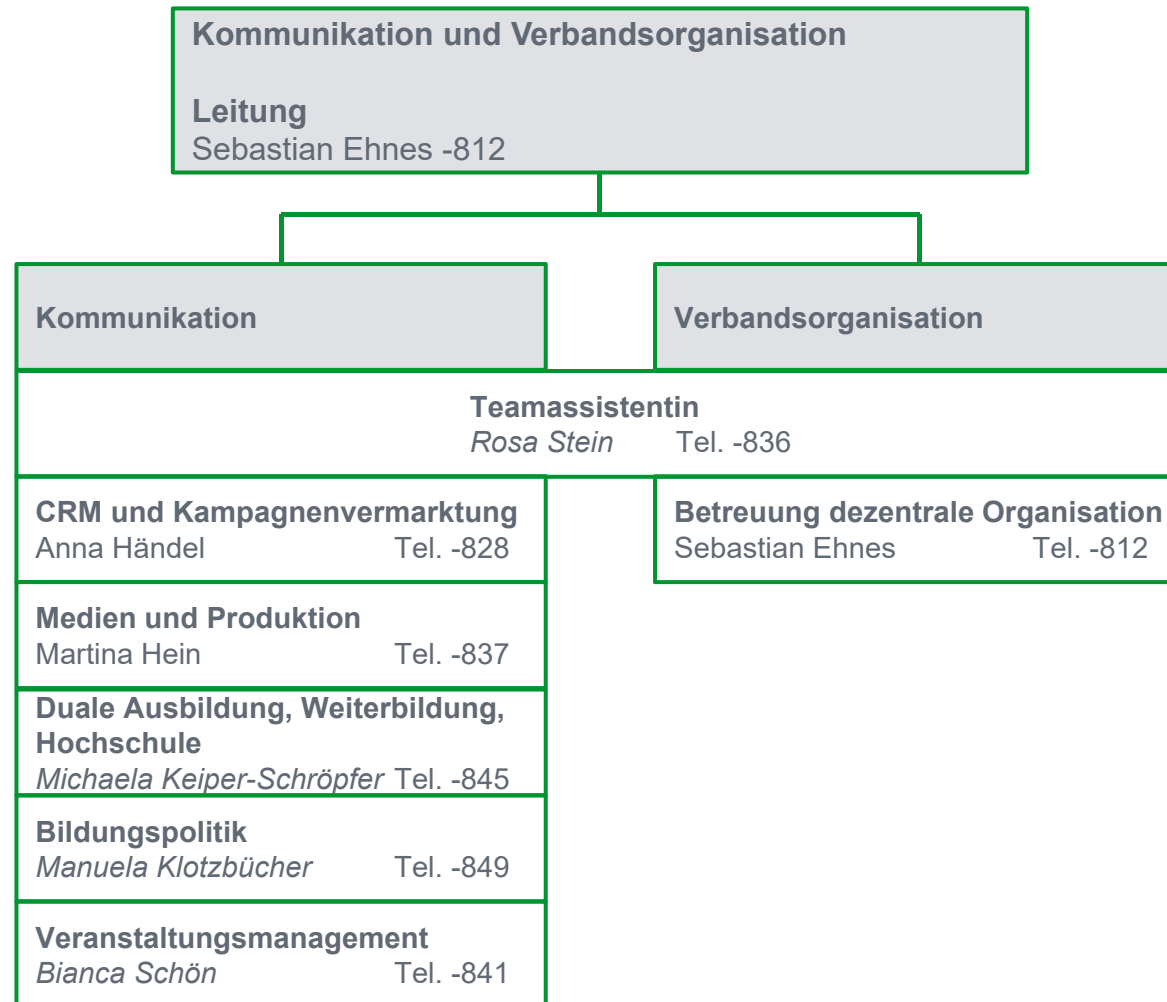 Kommunikation und Verbandsorganisation
Leitung
Sebastian Ehnes -812
Kommunikation
Verbandsorganisation
Teamassistentin
Rosa Stein Tel. -836
CRM und Kampagnenvermarktung
Anna Händel Tel. -828
Medien und Produktion
Martina Hein Tel. -837
Duale Ausbildung, Weiterbildung,
Hochschule
Michaela Keiper-Schröpfer Tel. -845
Bildungspolitik
Manuela Klotzbücher Tel. -849
Veranstaltungsmanagement
Bianca Schön Tel. -841
Betreuung dezentrale Organisation
Sebastian Ehnes Tel. -812